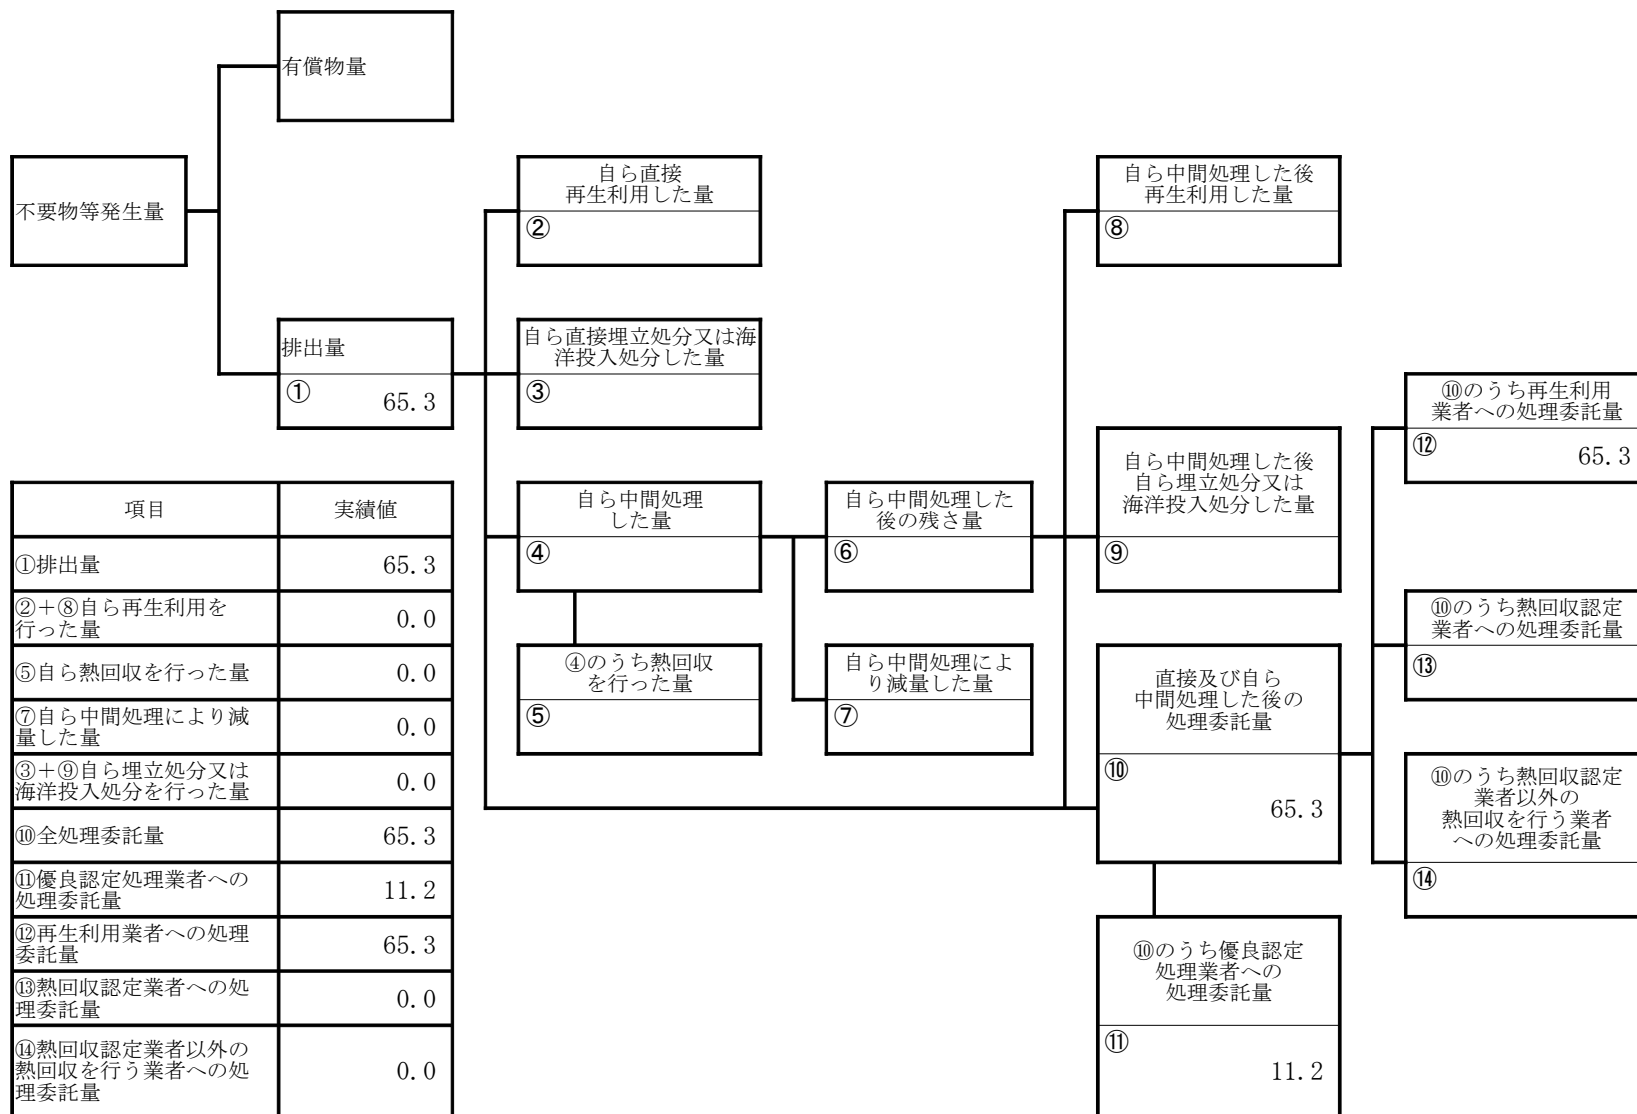 有償物量
不要物等発生量
自ら直接
再生利用した量
②
自ら中間処理した後
再生利用した量
⑧
排出量
①
65.3
自ら直接埋立処分又は海
洋投入処分した量
③
⑩のうち再生利用
業者への処理委託量
⑫
65.3
自ら中間処理
した量
④
自ら中間処理した
後の残さ量
⑥
自ら中間処理した後
自ら埋立処分又は
海洋投入処分した量
⑨
④のうち熱回収
を行った量
⑤
自ら中間処理によ
り減量した量
⑦
直接及び自ら
中間処理した後の
処理委託量
⑩
65.3
⑩のうち熱回収認定
業者への処理委託量
⑬
⑩のうち熱回収認定
業者以外の
熱回収を行う業者
への処理委託量
⑭
⑩のうち優良認定
処理業者への
処理委託量
⑪
11.2
項目 実績値
①排出量 65.3
②+⑧自ら再生利用を
行った量 0.0
⑤自ら熱回収を行った量 0.0
⑦自ら中間処理により減
量した量 0.0
③+⑨自ら埋立処分又は
海洋投入処分を行った量 0.0
⑩全処理委託量 65.3
⑪優良認定処理業者への
処理委託量 11.2
⑫再生利用業者への処理
委託量 65.3
⑬熱回収認定業者への処
理委託量 0.0
⑭熱回収認定業者以外の
熱回収を行う業者への処
理委託量 0.0